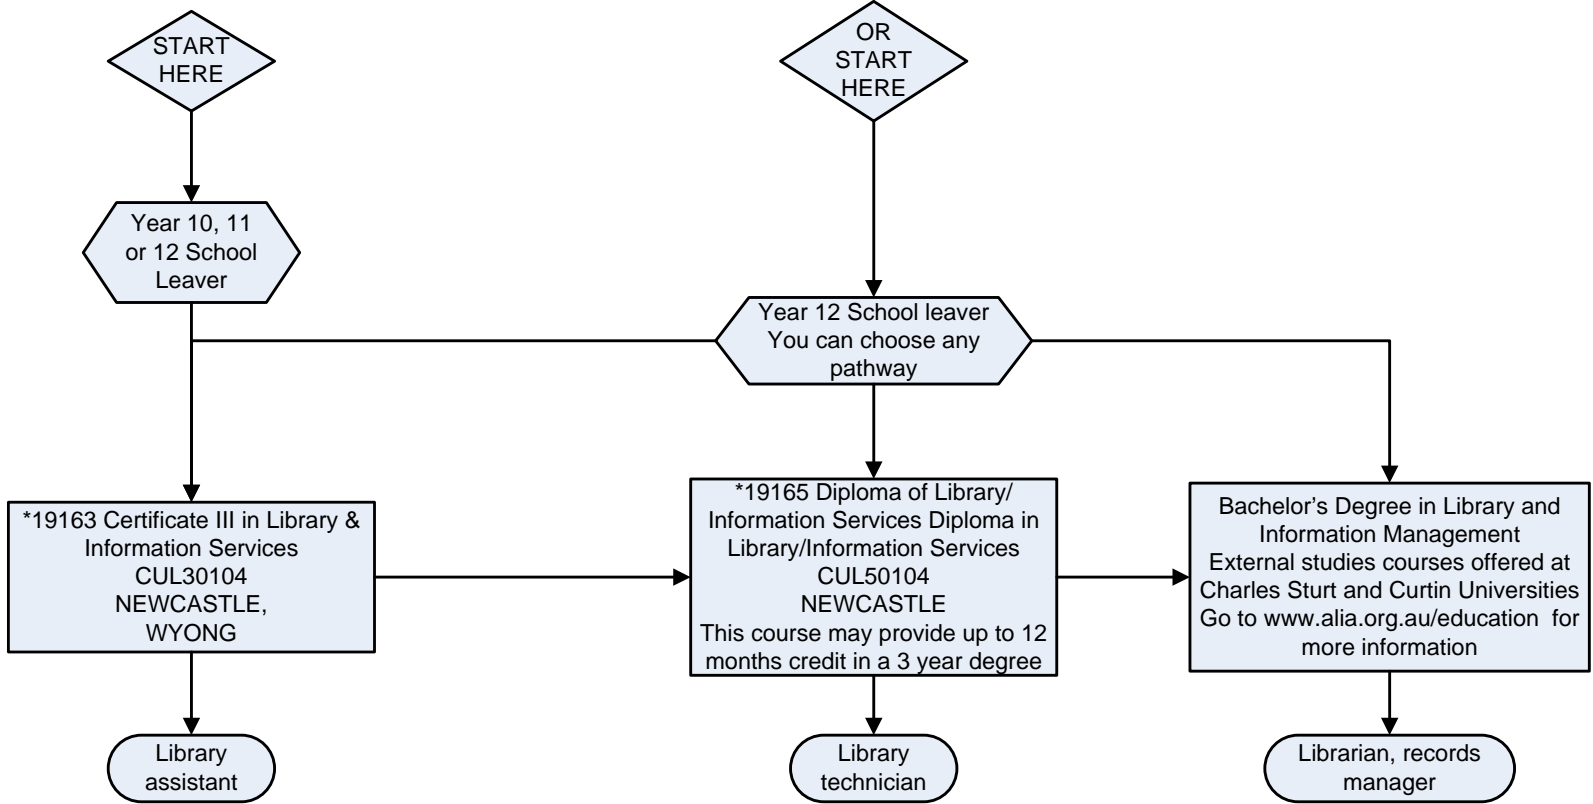 START
HERE
OR
START
HERE
Year 10, 11
or 12 School
Leaver
Year 12 School leaver
You can choose any
pathway
*19163 Certificate III in Library &
Information Services
CUL30104
NEWCASTLE,
WYONG
*19165 Diploma of Library/
Information Services Diploma in
Library/Information Services
CUL50104
NEWCASTLE
This course may provide up to 12
months credit in a 3 year degree
Bachelor’s Degree in Library and
Information Management
External studies courses offered at
Charles Sturt and Curtin Universities
Go to www.alia.org.au/education for
more information
Library
assistant
Library
technician
Librarian, records
manager